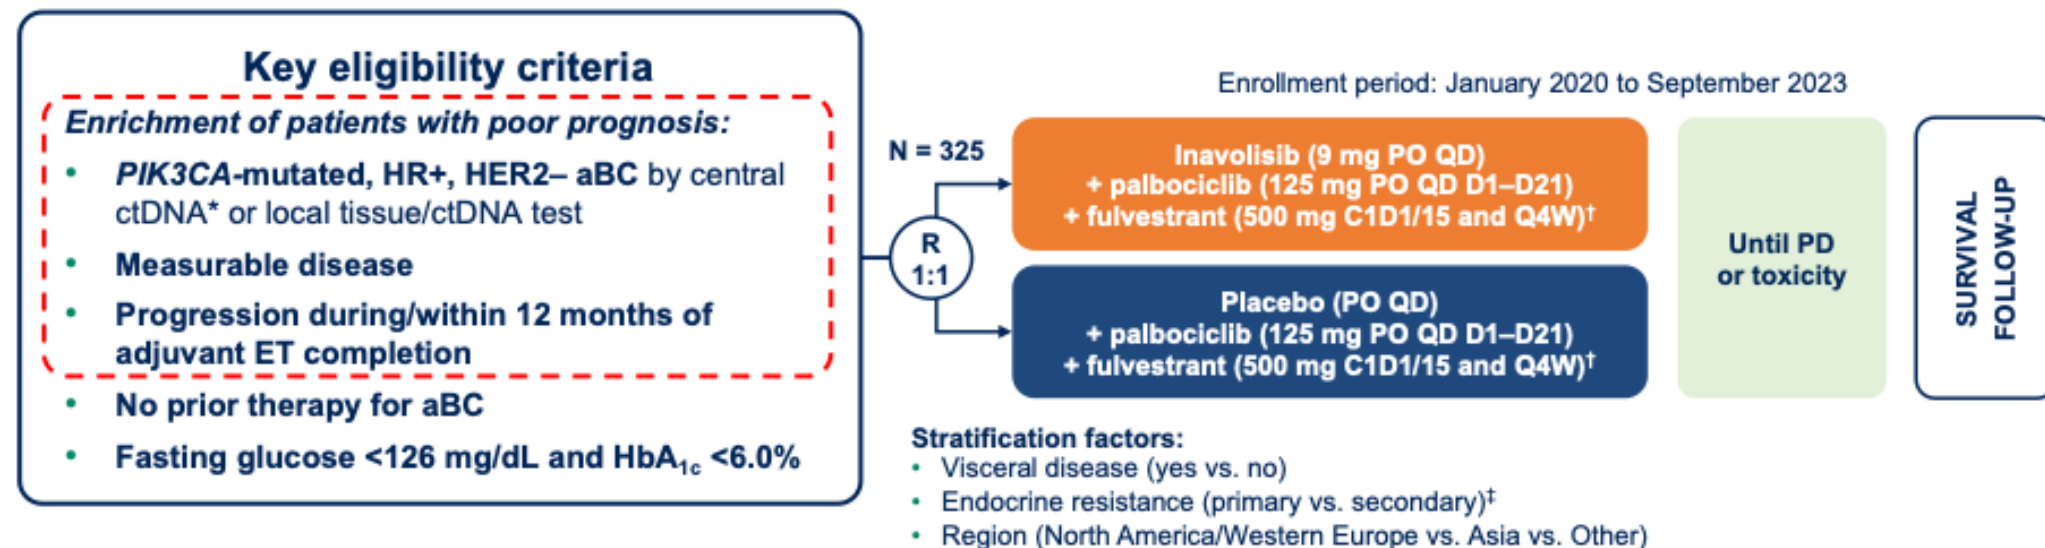 Key eligibility criteria
Enrichment of patients with poor prognosis:
• PIK3CA-mutated, HR+, HER2– aBC by central
ctDNA* or local tissue/ctDNA test
• Measurable disease
• Progression during/within 12 months of
adjuvant ET completion
• No prior therapy for aBC
• Fasting glucose <126 mg/dL and HbA1c <6.0%
N = 325
R
1:1
Enrollment period: January 2020 to September 2023
Inavolisib (9 mg PO QD)
+ palbociclib (125 mg PO QD D1–D21)
+ fulvestrant (500 mg C1D1/15 and Q4W)†
Placebo (PO QD)
+ palbociclib (125 mg PO QD D1–D21)
+ fulvestrant (500 mg C1D1/15 and Q4W)†
Until PD
or toxicity
SURVIVAL
FOLLOW-UP
Stratification factors:
• Visceral disease (yes vs. no)
• Endocrine resistance (primary vs. secondary)‡
• Region (North America/Western Europe vs. Asia vs. Other)